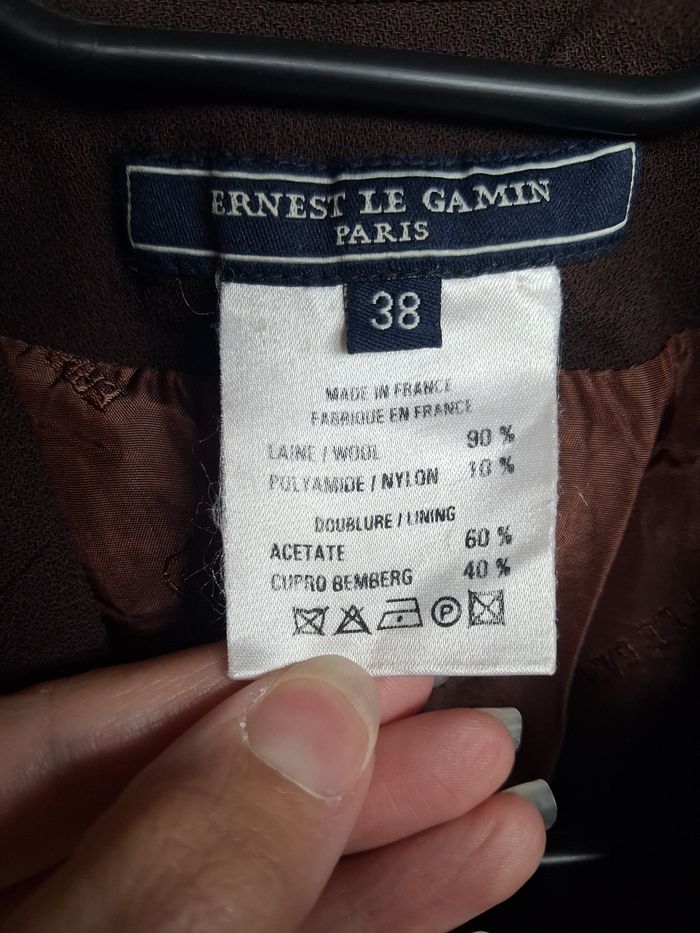 ERNEST LE GAMIN
PARIS
38
MADE IN FRANCE
FABRIQUE EN FRANCE
LAINE / WOOL 90 %
POLYAMIDE / NYLON 10 %
DOUBLURE / LINING
ACETATE 60 %
CUPRO BEMBERG 40 %
P